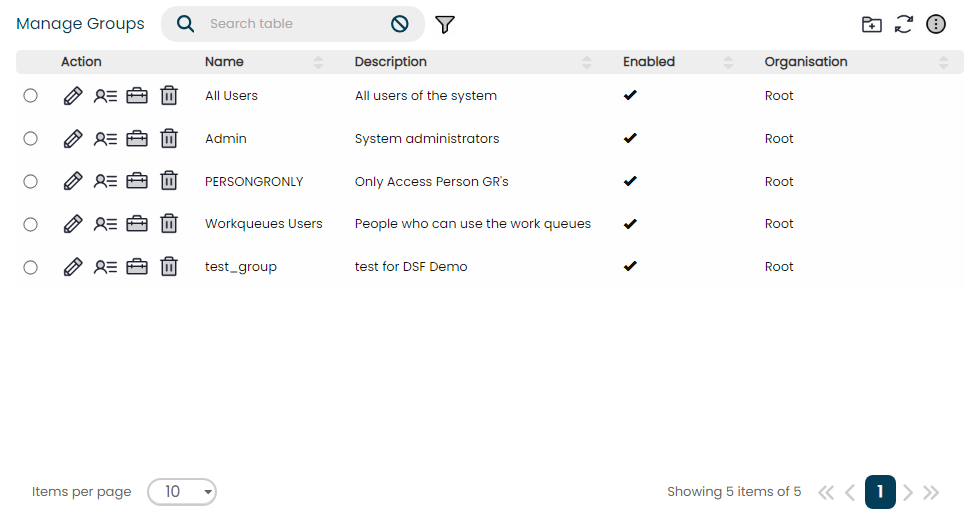 Manage Groups Search table
Action Name Description Enabled Organisation
All Users All users of the system Root
Admin System administrators Root
PERSONGRONLY Only Access Person GR's Root
Workqueues Users People who can use the work queues Root
test_group test for DSF Demo Root
Items per page 10 Showing 5 items of 5 1